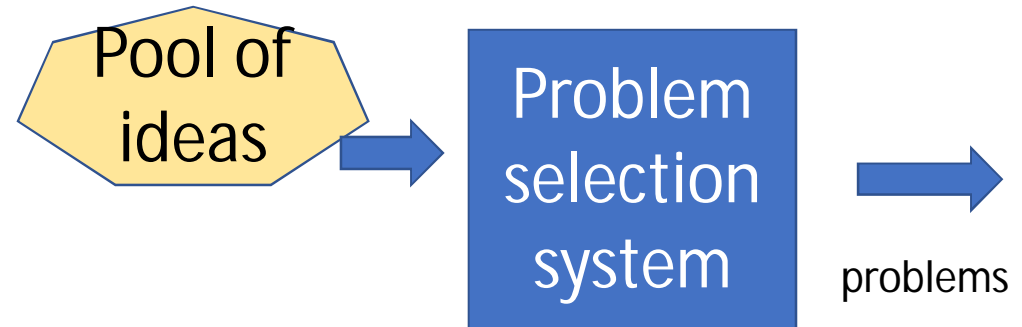 Pool of
ideas
Problem
selection
system
problems